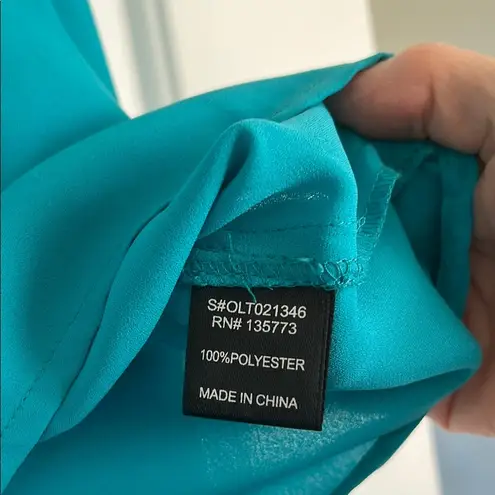 S#OLT021346
RN# 135773
100%POLYESTER
MADE IN CHINA